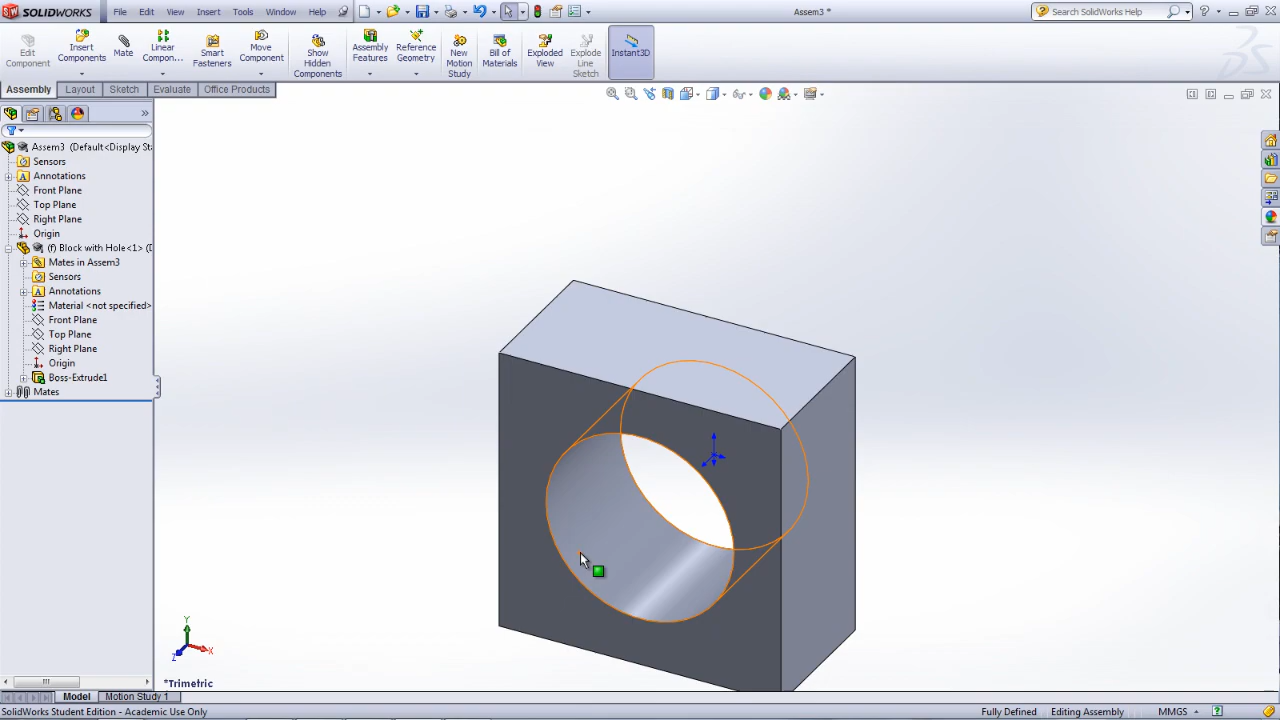 SOLIDWORKS File Edit View Insert Tools Window Help Assem3 * Search SolidWorks Help
Edit Component
Insert Components
Mate
Linear Compon...
Smart Fasteners
Move Component
Show Hidden Components
Assembly Features
Reference Geometry
New Motion Study
Bill of Materials
Exploded View
Explode Line Sketch
Instant3D
Assembly Layout Sketch Evaluate Office Products
Assem3 (Default<Display Sta
Sensors
Annotations
Front Plane
Top Plane
Right Plane
Origin
(f) Block with Hole<1> (D
Mates in Assem3
Sensors
Annotations
Material <not specified>
Front Plane
Top Plane
Right Plane
Origin
Boss-Extrude1
Mates
Y
X
Z
*Trimetric
Model Motion Study 1
SolidWorks Student Edition - Academic Use Only Fully Defined Editing Assembly MMGS